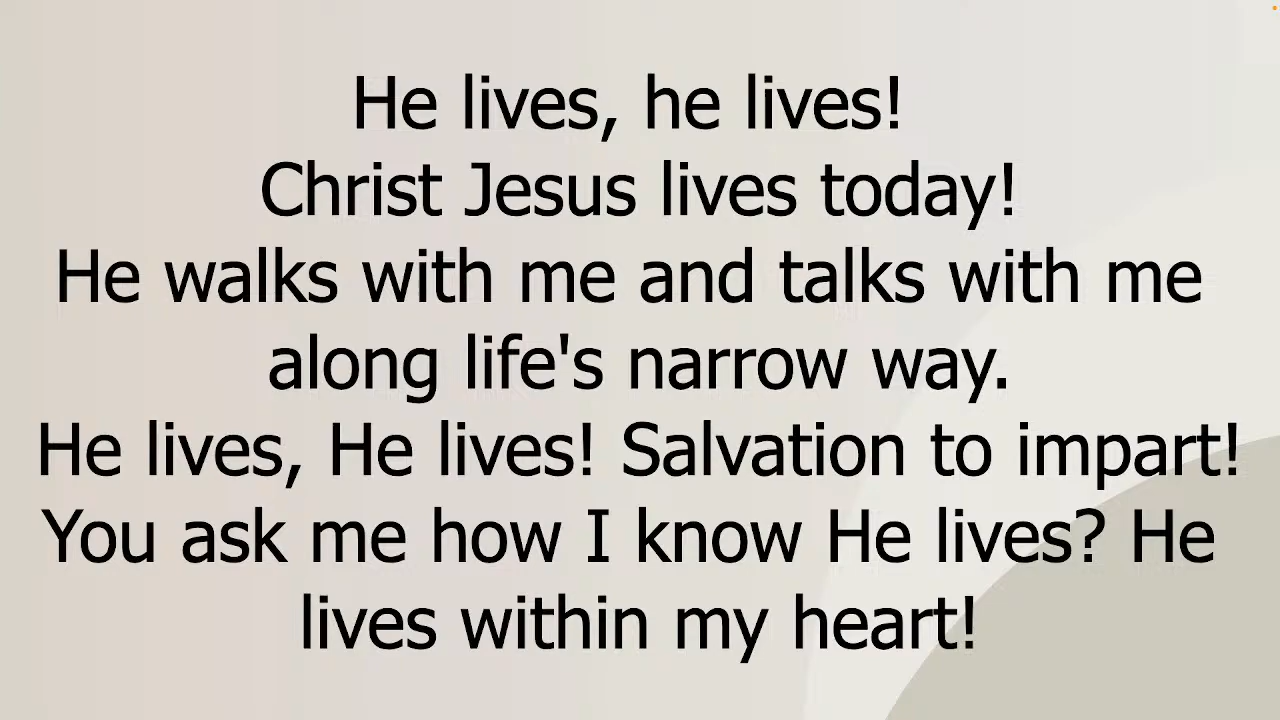 He lives, he lives!
Christ Jesus lives today!
He walks with me and talks with me
along life's narrow way.
He lives, He lives! Salvation to impart!
You ask me how I know He lives? He
lives within my heart!